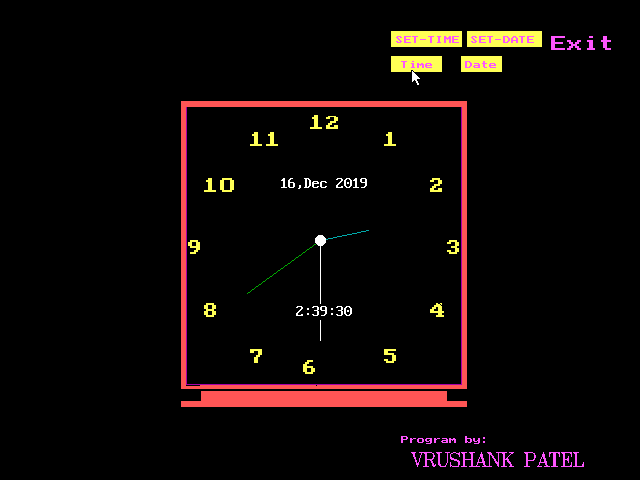 SET-TIME SET-DATE Exit
Time Date
12
11 1
16,Dec 2019
10 2
9 3
2:39:30
8 4
7 5
6
Program by:
VRUSHANK PATEL